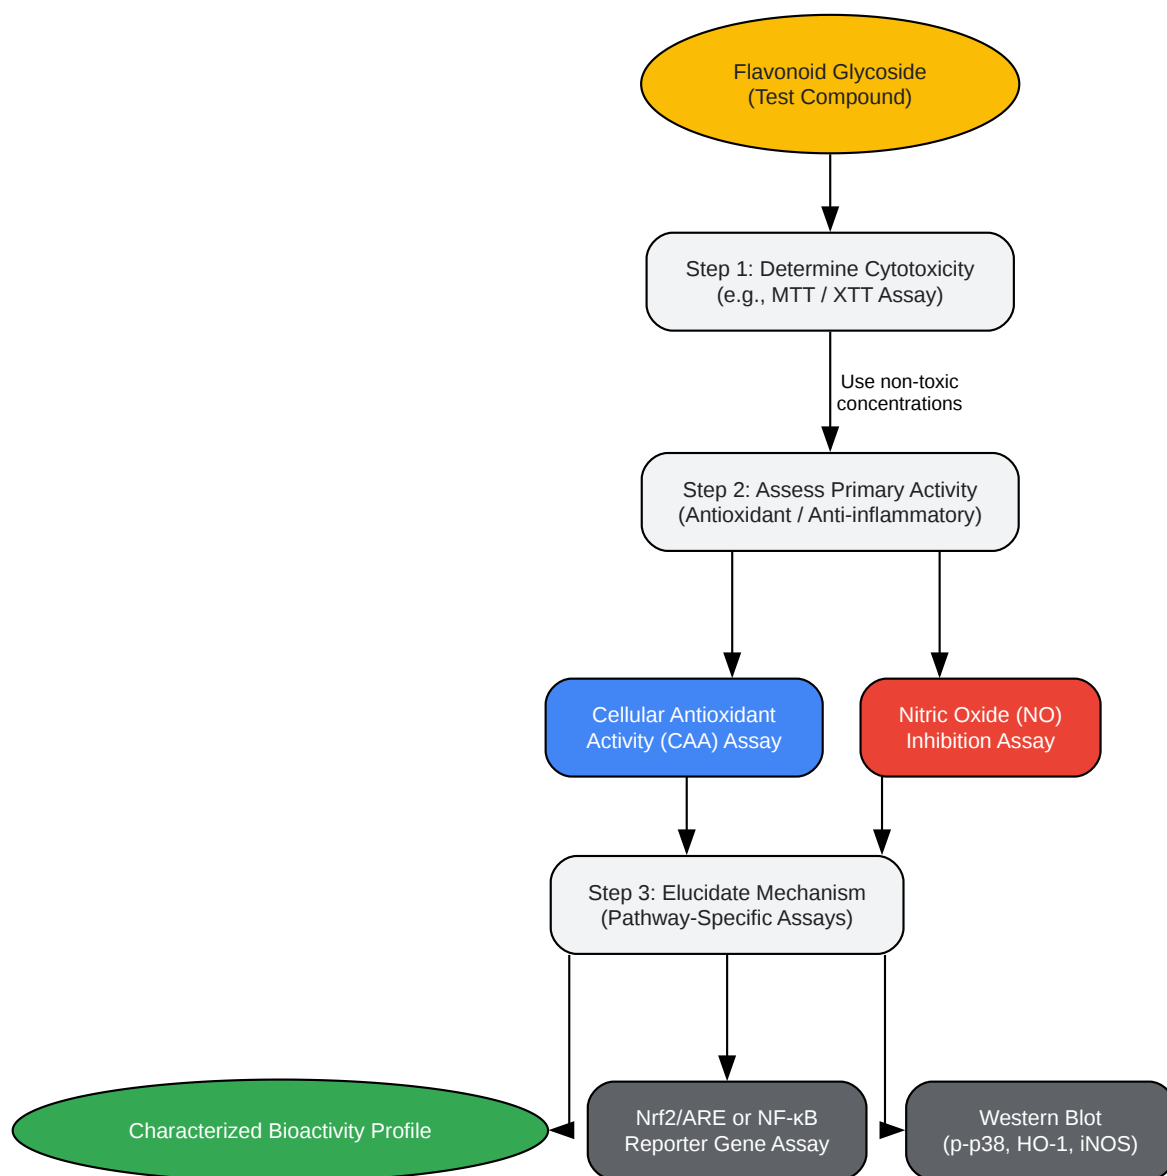 Flavonoid Glycoside
(Test Compound)
Step 1: Determine Cytotoxicity
(e.g., MTT / XTT Assay)
Use non-toxic
concentrations
Step 2: Assess Primary Activity
(Antioxidant / Anti-inflammatory)
Cellular Antioxidant
Activity (CAA) Assay
Nitric Oxide (NO)
Inhibition Assay
Step 3: Elucidate Mechanism
(Pathway-Specific Assays)
Characterized Bioactivity Profile
Nrf2/ARE or NF-κB
Reporter Gene Assay
Western Blot
(p-p38, HO-1, iNOS)